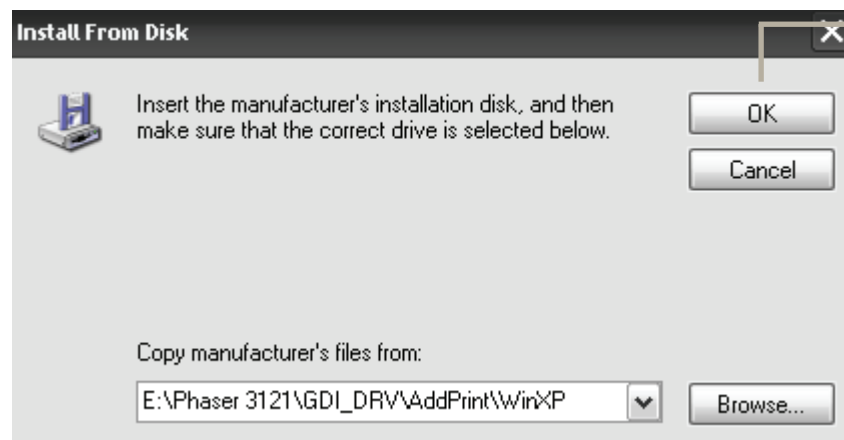 Install From Disk
Insert the manufacturer's installation disk, and then
make sure that the correct drive is selected below.
OK
Cancel
Copy manufacturer's files from:
E:\Phaser 3121\GDI_DRV\AddPrint\WinXP
Browse...